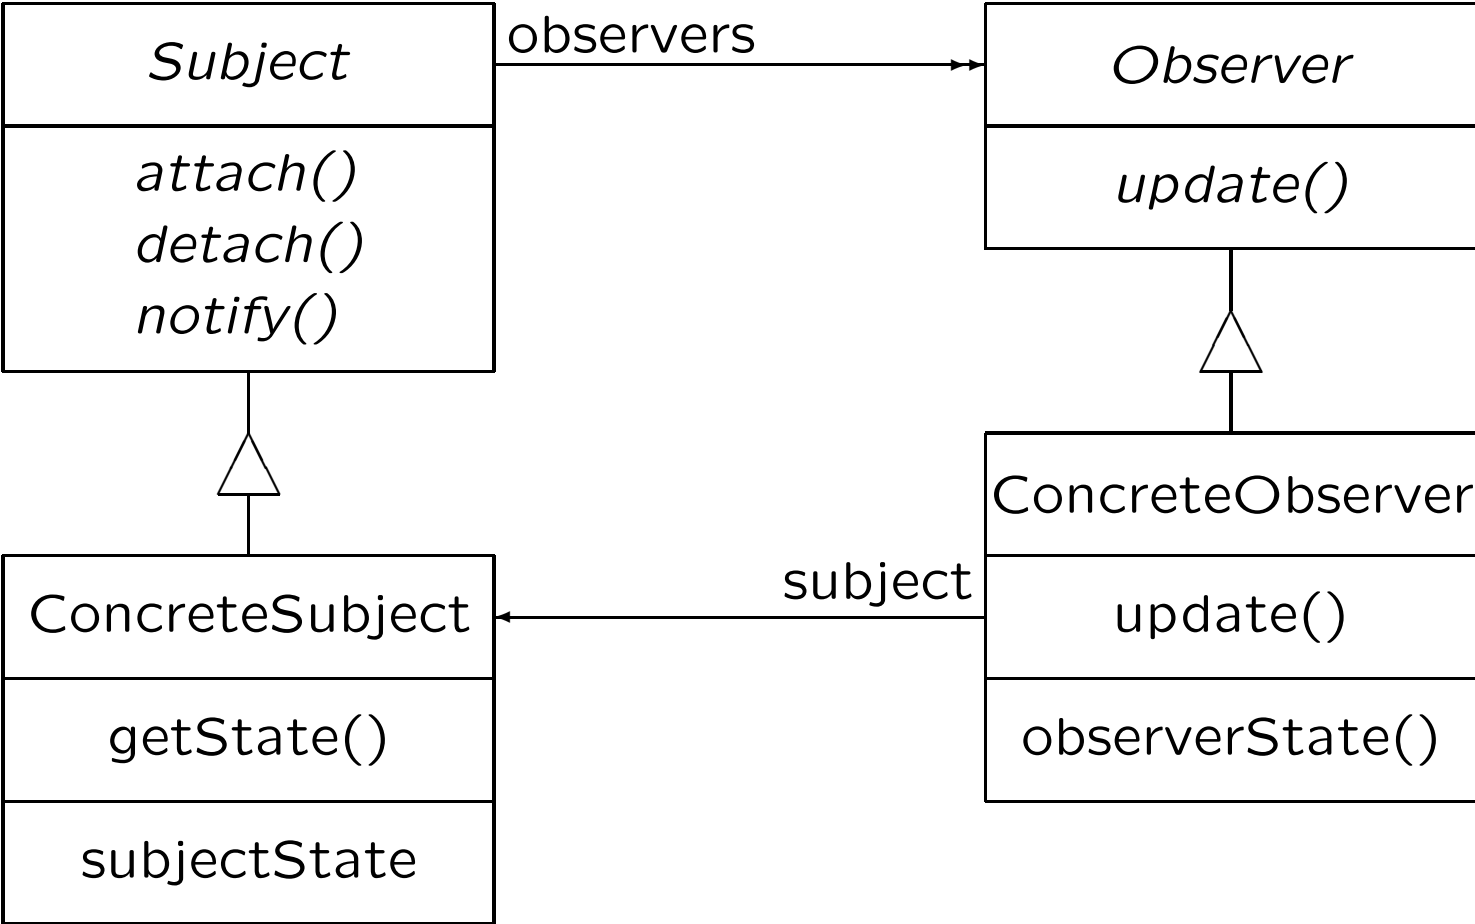 Subject
attach()
detach()
notify()
observers
Observer
update()
ConcreteSubject
getState()
subjectState
subject
ConcreteObserver
update()
observerState()